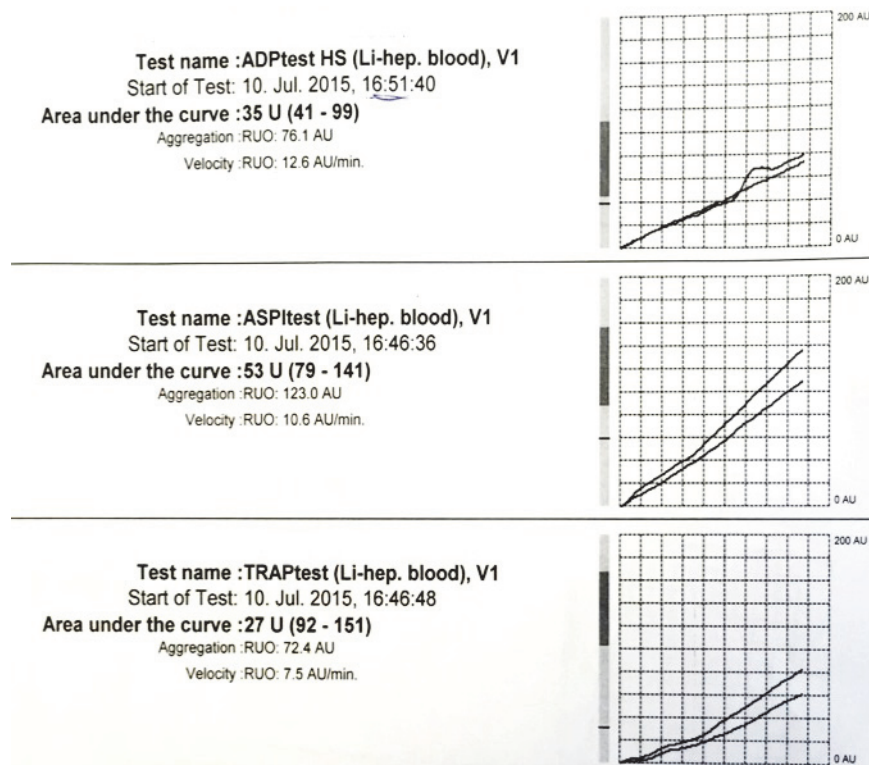 Test name :ADPtest HS (Li-hep. blood), V1
Start of Test: 10. Jul. 2015, 16:51:40
Area under the curve :35 U (41 - 99)
Aggregation :RUO: 76.1 AU
Velocity :RUO: 12.6 AU/min.
200 AU
0 AU
Test name :ASPItest (Li-hep. blood), V1
Start of Test: 10. Jul. 2015, 16:46:36
Area under the curve :53 U (79 - 141)
Aggregation :RUO: 123.0 AU
Velocity :RUO: 10.6 AU/min.
200 AU
0 AU
Test name :TRAPtest (Li-hep. blood), V1
Start of Test: 10. Jul. 2015, 16:46:48
Area under the curve :27 U (92 - 151)
Aggregation :RUO: 72.4 AU
Velocity :RUO: 7.5 AU/min.
200 AU
0 AU